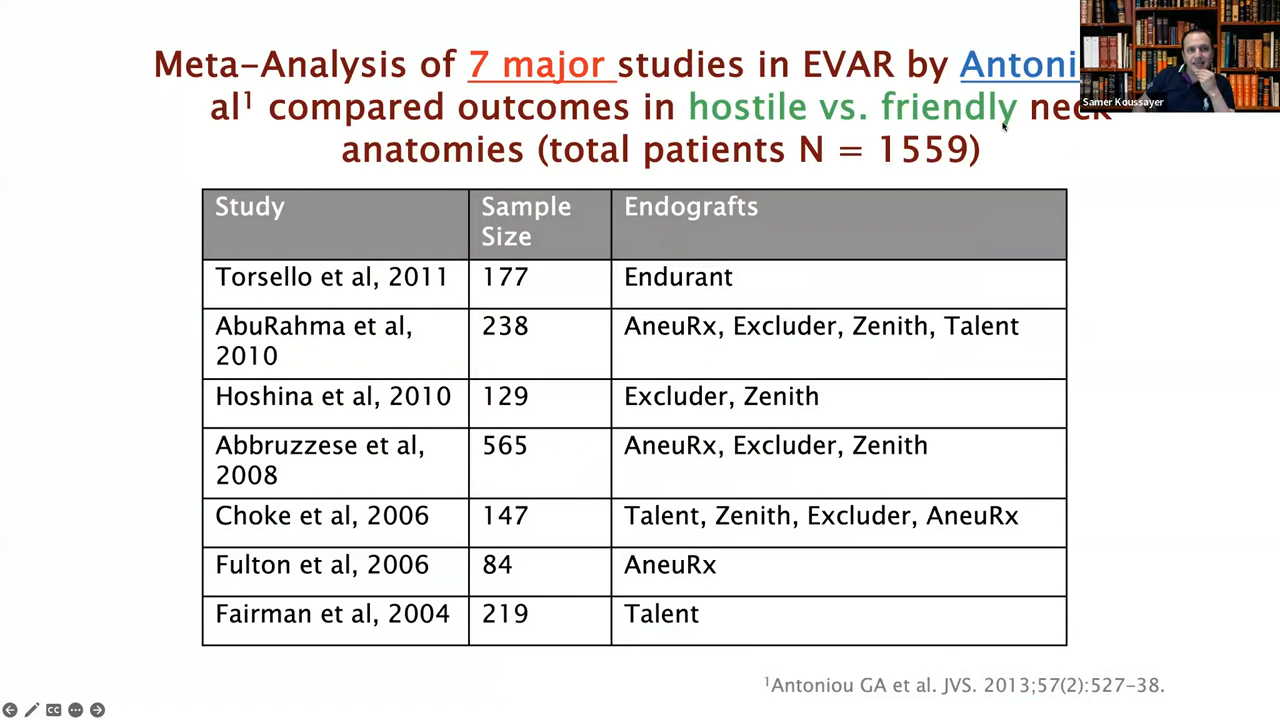 Meta-Analysis of 7 major studies in EVAR by Antoni
al¹ compared outcomes in hostile vs. friendly neck
anatomies (total patients N = 1559)
Samer Koussayer
Study Sample Size Endografts
Torsello et al, 2011 177 Endurant
AbuRahma et al, 2010 238 AneuRx, Excluder, Zenith, Talent
Hoshina et al, 2010 129 Excluder, Zenith
Abbruzzese et al, 2008 565 AneuRx, Excluder, Zenith
Choke et al, 2006 147 Talent, Zenith, Excluder, AneuRx
Fulton et al, 2006 84 AneuRx
Fairman et al, 2004 219 Talent
¹Antoniou GA et al. JVS. 2013;57(2):527-38.
CC